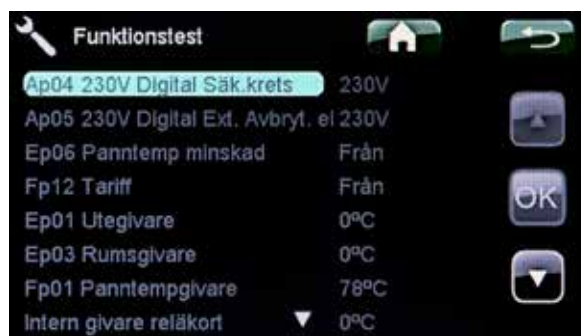 Funktionstest
Ap04 230V Digital Säk.krets 230V
Ap05 230V Digital Ext. Avbryt. el 230V
Ep06 Panntemp minskad Från
Fp12 Tariff Från
Ep01 Utegivare 0ºC
Ep03 Rumsgivare 0ºC
Fp01 Panntempgivare 78ºC
OK
Intern givare reläkort 0ºC